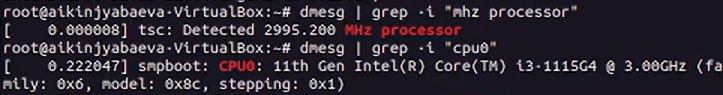 root@aikinjyabaeva-VirtualBox:~# dmesg | grep -i "mhz processor"
[    0.000008] tsc: Detected 2995.200 MHz processor
root@aikinjyabaeva-VirtualBox:~# dmesg | grep -i "cpu0"
[    0.222047] smpboot: CPU0: 11th Gen Intel(R) Core(TM) i3-1115G4 @ 3.00GHz (fa
mily: 0x6, model: 0x8c, stepping: 0x1)